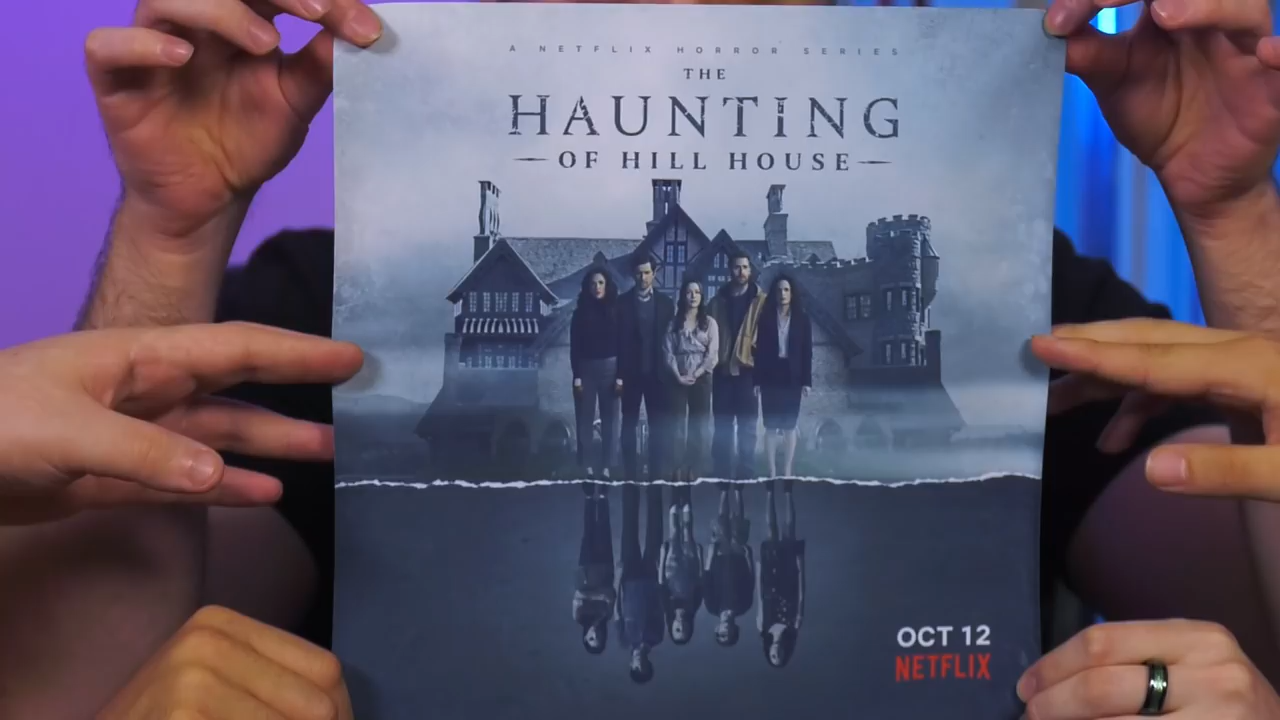 A NETFLIX HORROR SERIES
THE
HAUNTING
OF HILL HOUSE
OCT 12
NETFLIX